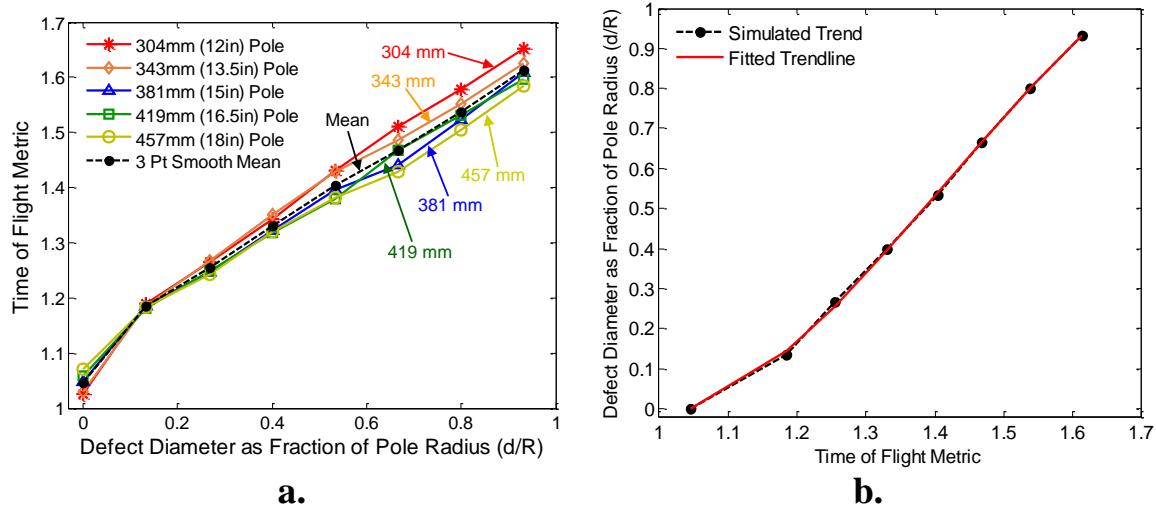 1.7
1.6
1.5
1.4
1.3
1.2
1.1
1
Time of Flight Metric
304mm (12in) Pole
343mm (13.5in) Pole
381mm (15in) Pole
419mm (16.5in) Pole
457mm (18in) Pole
3 Pt Smooth Mean
304 mm
343 mm
Mean
457 mm
381 mm
419 mm
0 0.2 0.4 0.6 0.8 1
Defect Diameter as Fraction of Pole Radius (d/R)
a.
1
0.9
0.8
0.7
0.6
0.5
0.4
0.3
0.2
0.1
0
Defect Diameter as Fraction of Pole Radius (d/R)
Simulated Trend
Fitted Trendline
1 1.1 1.2 1.3 1.4 1.5 1.6 1.7
Time of Flight Metric
b.